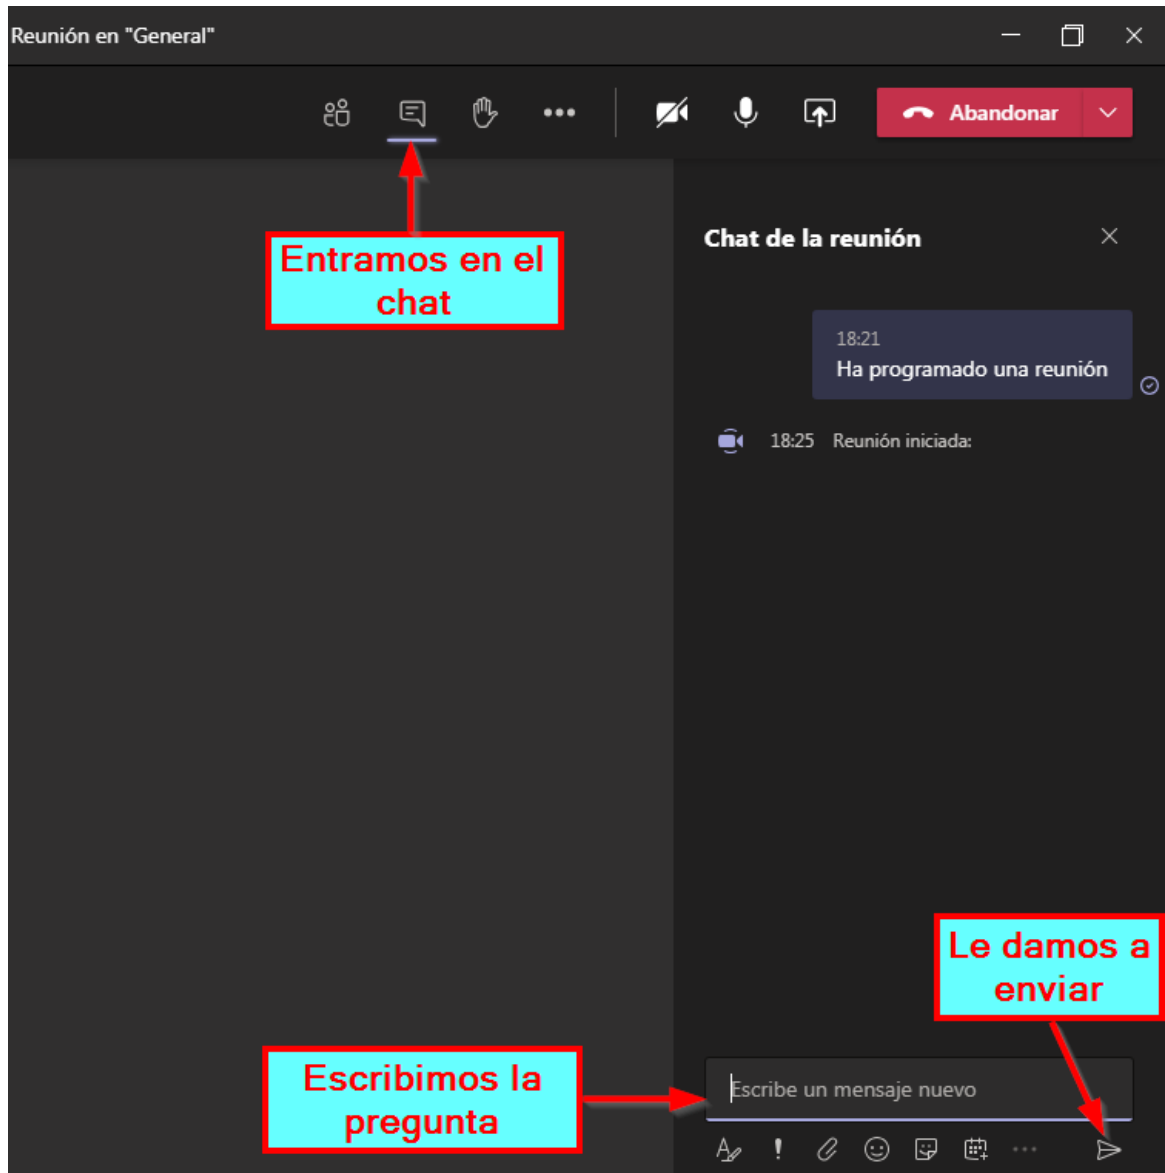 Reunión en "General"
Abandonar
Entramos en el
chat
Chat de la reunión
18:21
Ha programado una reunión
18:25 Reunión iniciada:
Le damos a
enviar
Escribimos la
pregunta
Escribe un mensaje nuevo